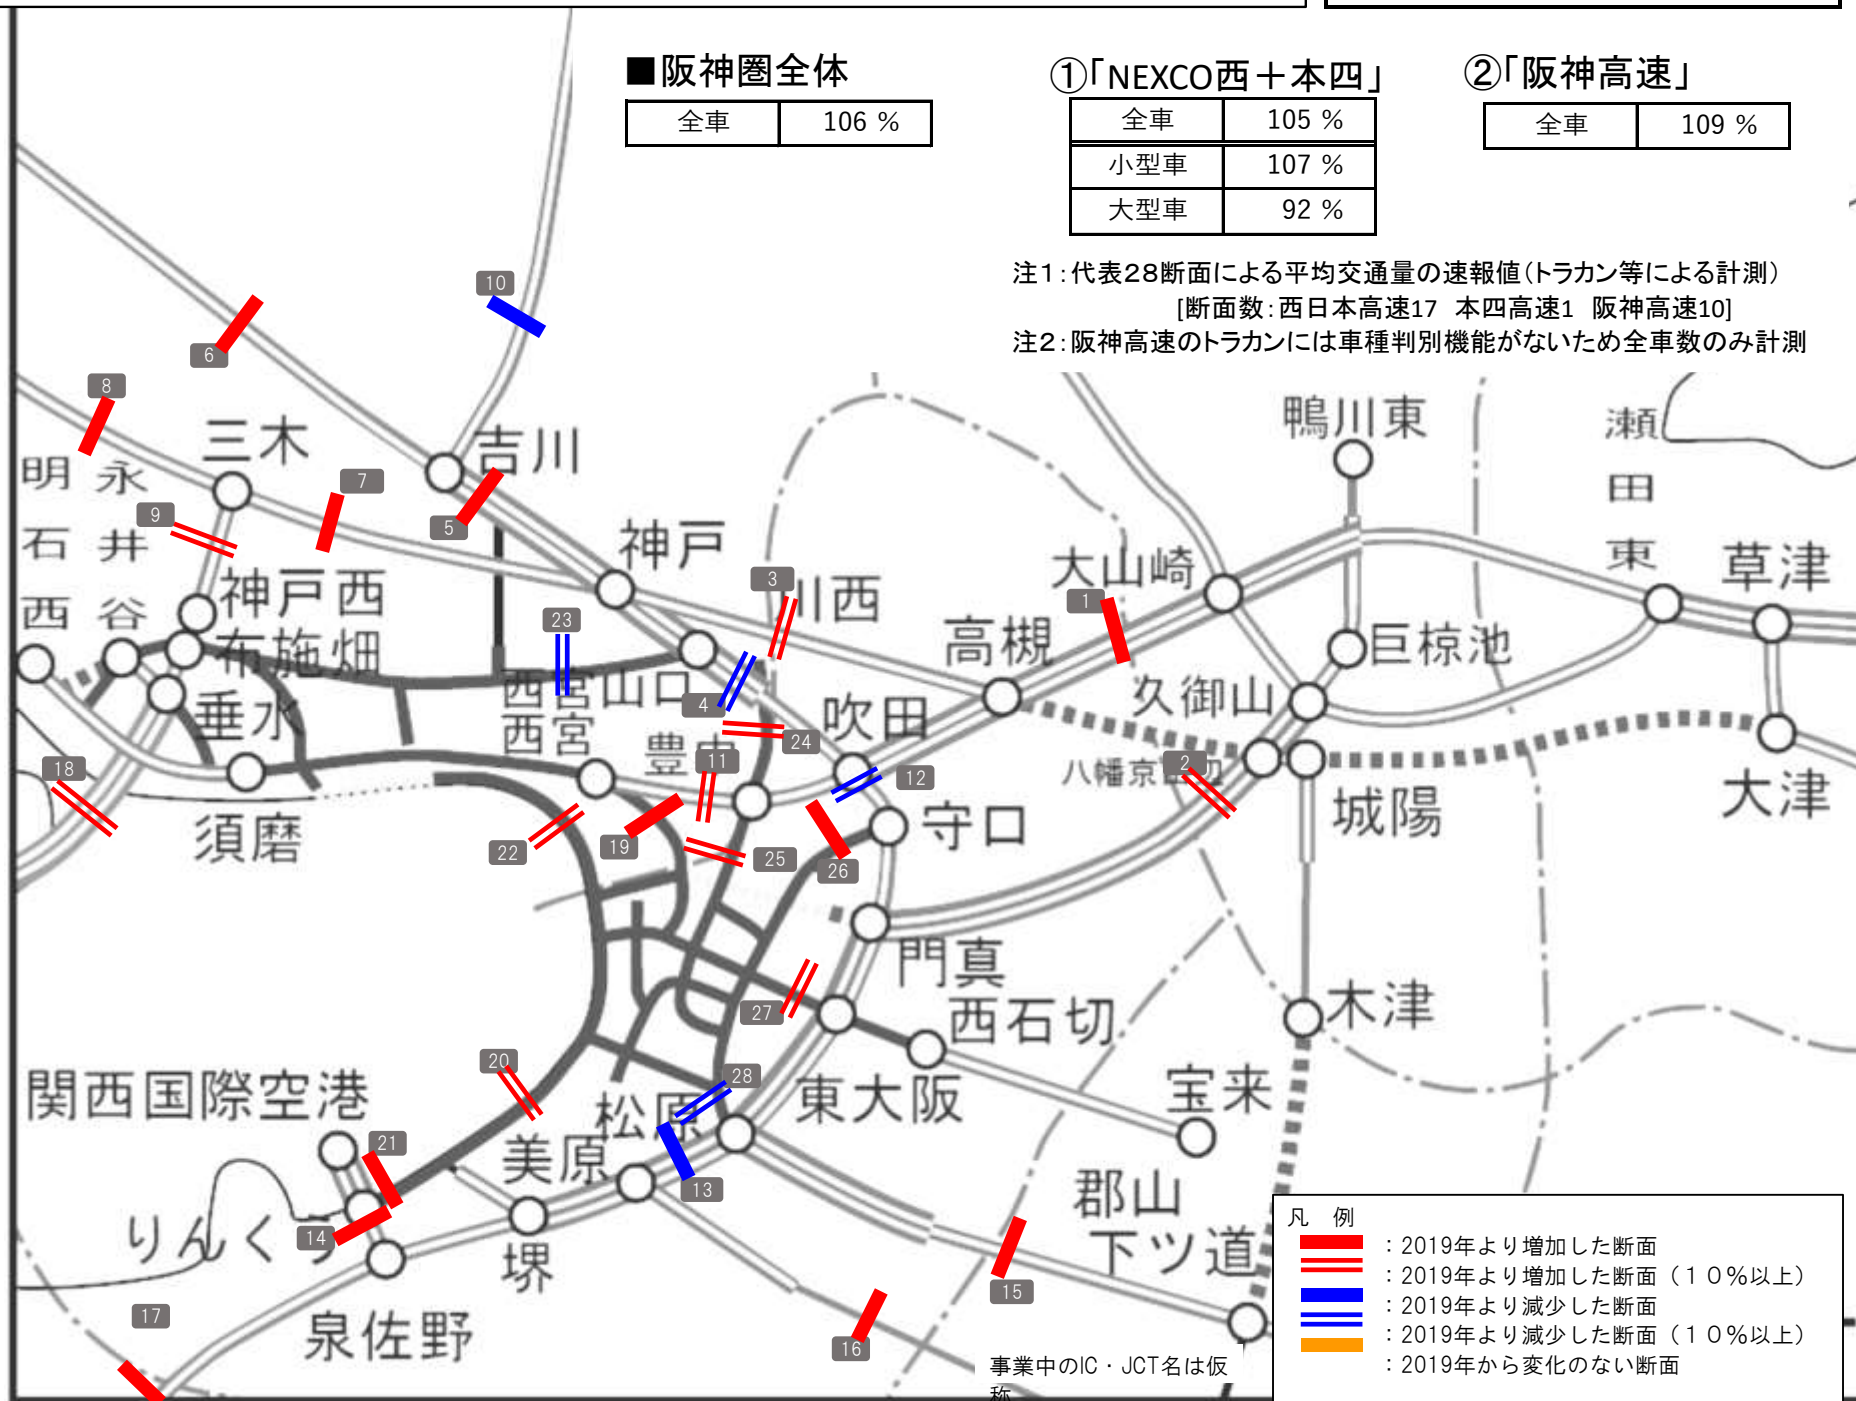 ■阪神圏全体
全車 106 %
①「NEXCO西＋本四」
全車 105 %
小型車 107 %
大型車 92 %
②「阪神高速」
全車 109 %
注1：代表28断面による平均交通量の速報値（トラカン等による計測）
[断面数：西日本高速17 本四高速1 阪神高速10]
注2：阪神高速のトラカンには車種判別機能がないため全車数のみ計測
10
6
8
三木
吉川
鴨川東
瀬田東
明石西
永井谷
7
9
5
神戸
大山崎
草津
神戸西
3
川西
1
布施畑
23
高槻
巨椋池
西宮山口
4
久御山
垂水
西宮
24
吹田
豊中
11
18
12
八幡京田辺
2
大津
須磨
22
19
25
26
守口
城陽
門真
27
西石切
木津
関西国際空港
20
松原
28
東大阪
宝来
21
美原
13
郡山
りんくう
14
堺
下ツ道
15
17
泉佐野
16
事業中のIC・JCT名は仮
称
凡 例
：2019年より増加した断面
：2019年より増加した断面（１０％以上）
：2019年より減少した断面
：2019年より減少した断面（１０％以上）
：2019年から変化のない断面